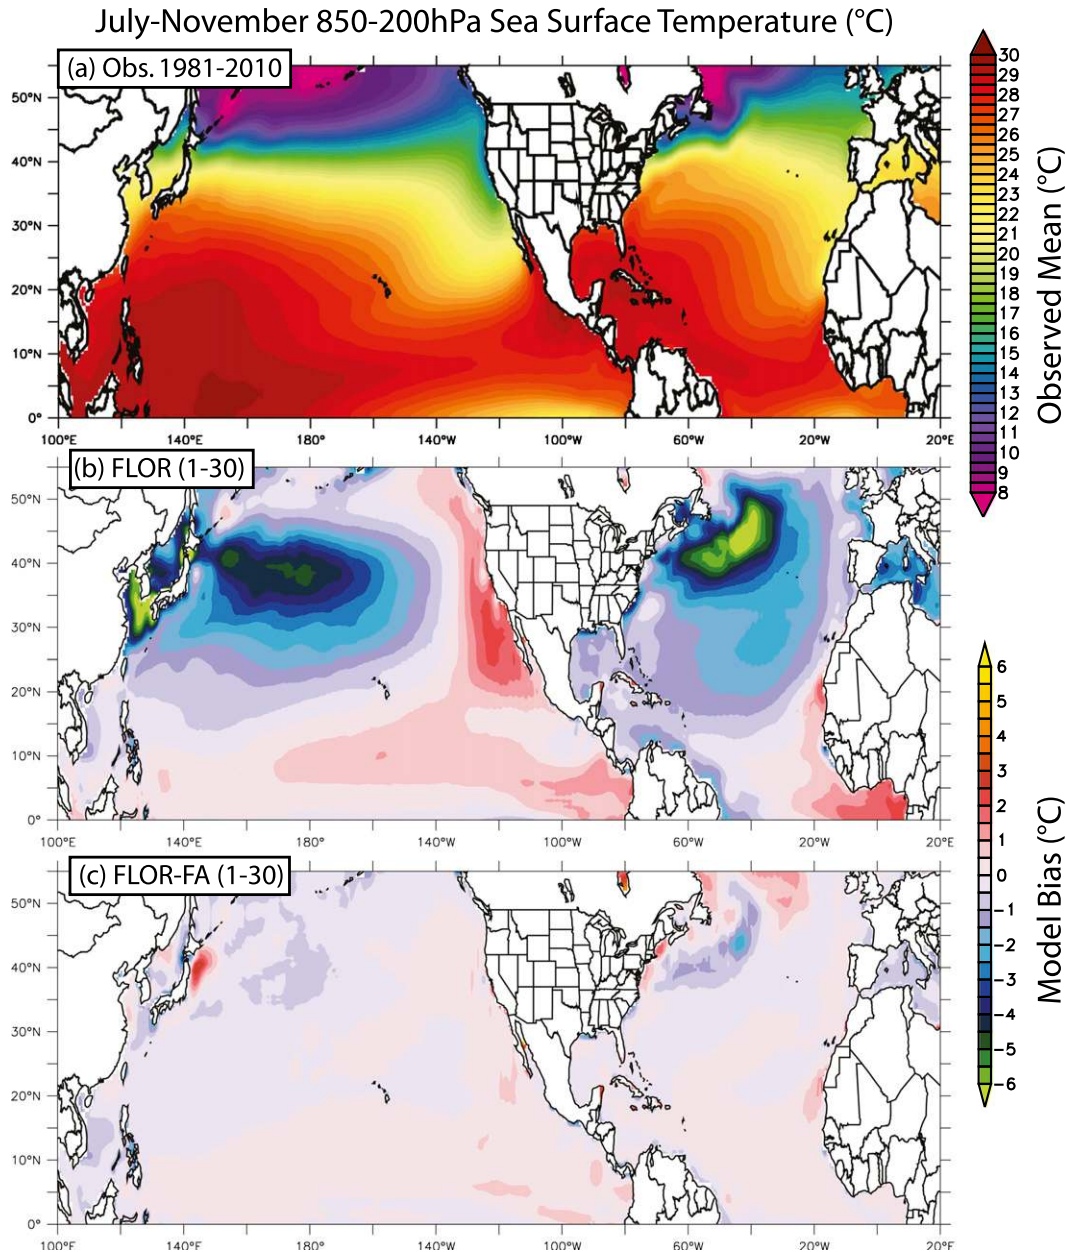 July-November 850-200hPa Sea Surface Temperature (°C)
(a) Obs. 1981-2010
50°N
40°N
30°N
20°N
10°N
0°
100°E 140°E 180° 140°W 100°W 60°W 20°W 20°E
30
29
28
27
26
25
24
23
22
21
20
19
18
17
16
15
14
13
12
11
10
9
8
Observed Mean (°C)
(b) FLOR (1-30)
50°N
40°N
30°N
20°N
10°N
0°
100°E 140°E 180° 140°W 100°W 60°W 20°W 20°E
(c) FLOR-FA (1-30)
50°N
40°N
30°N
20°N
10°N
0°
100°E 140°E 180° 140°W 100°W 60°W 20°W 20°E
6
5
4
3
2
1
0
-1
-2
-3
-4
-5
-6
Model Bias (°C)